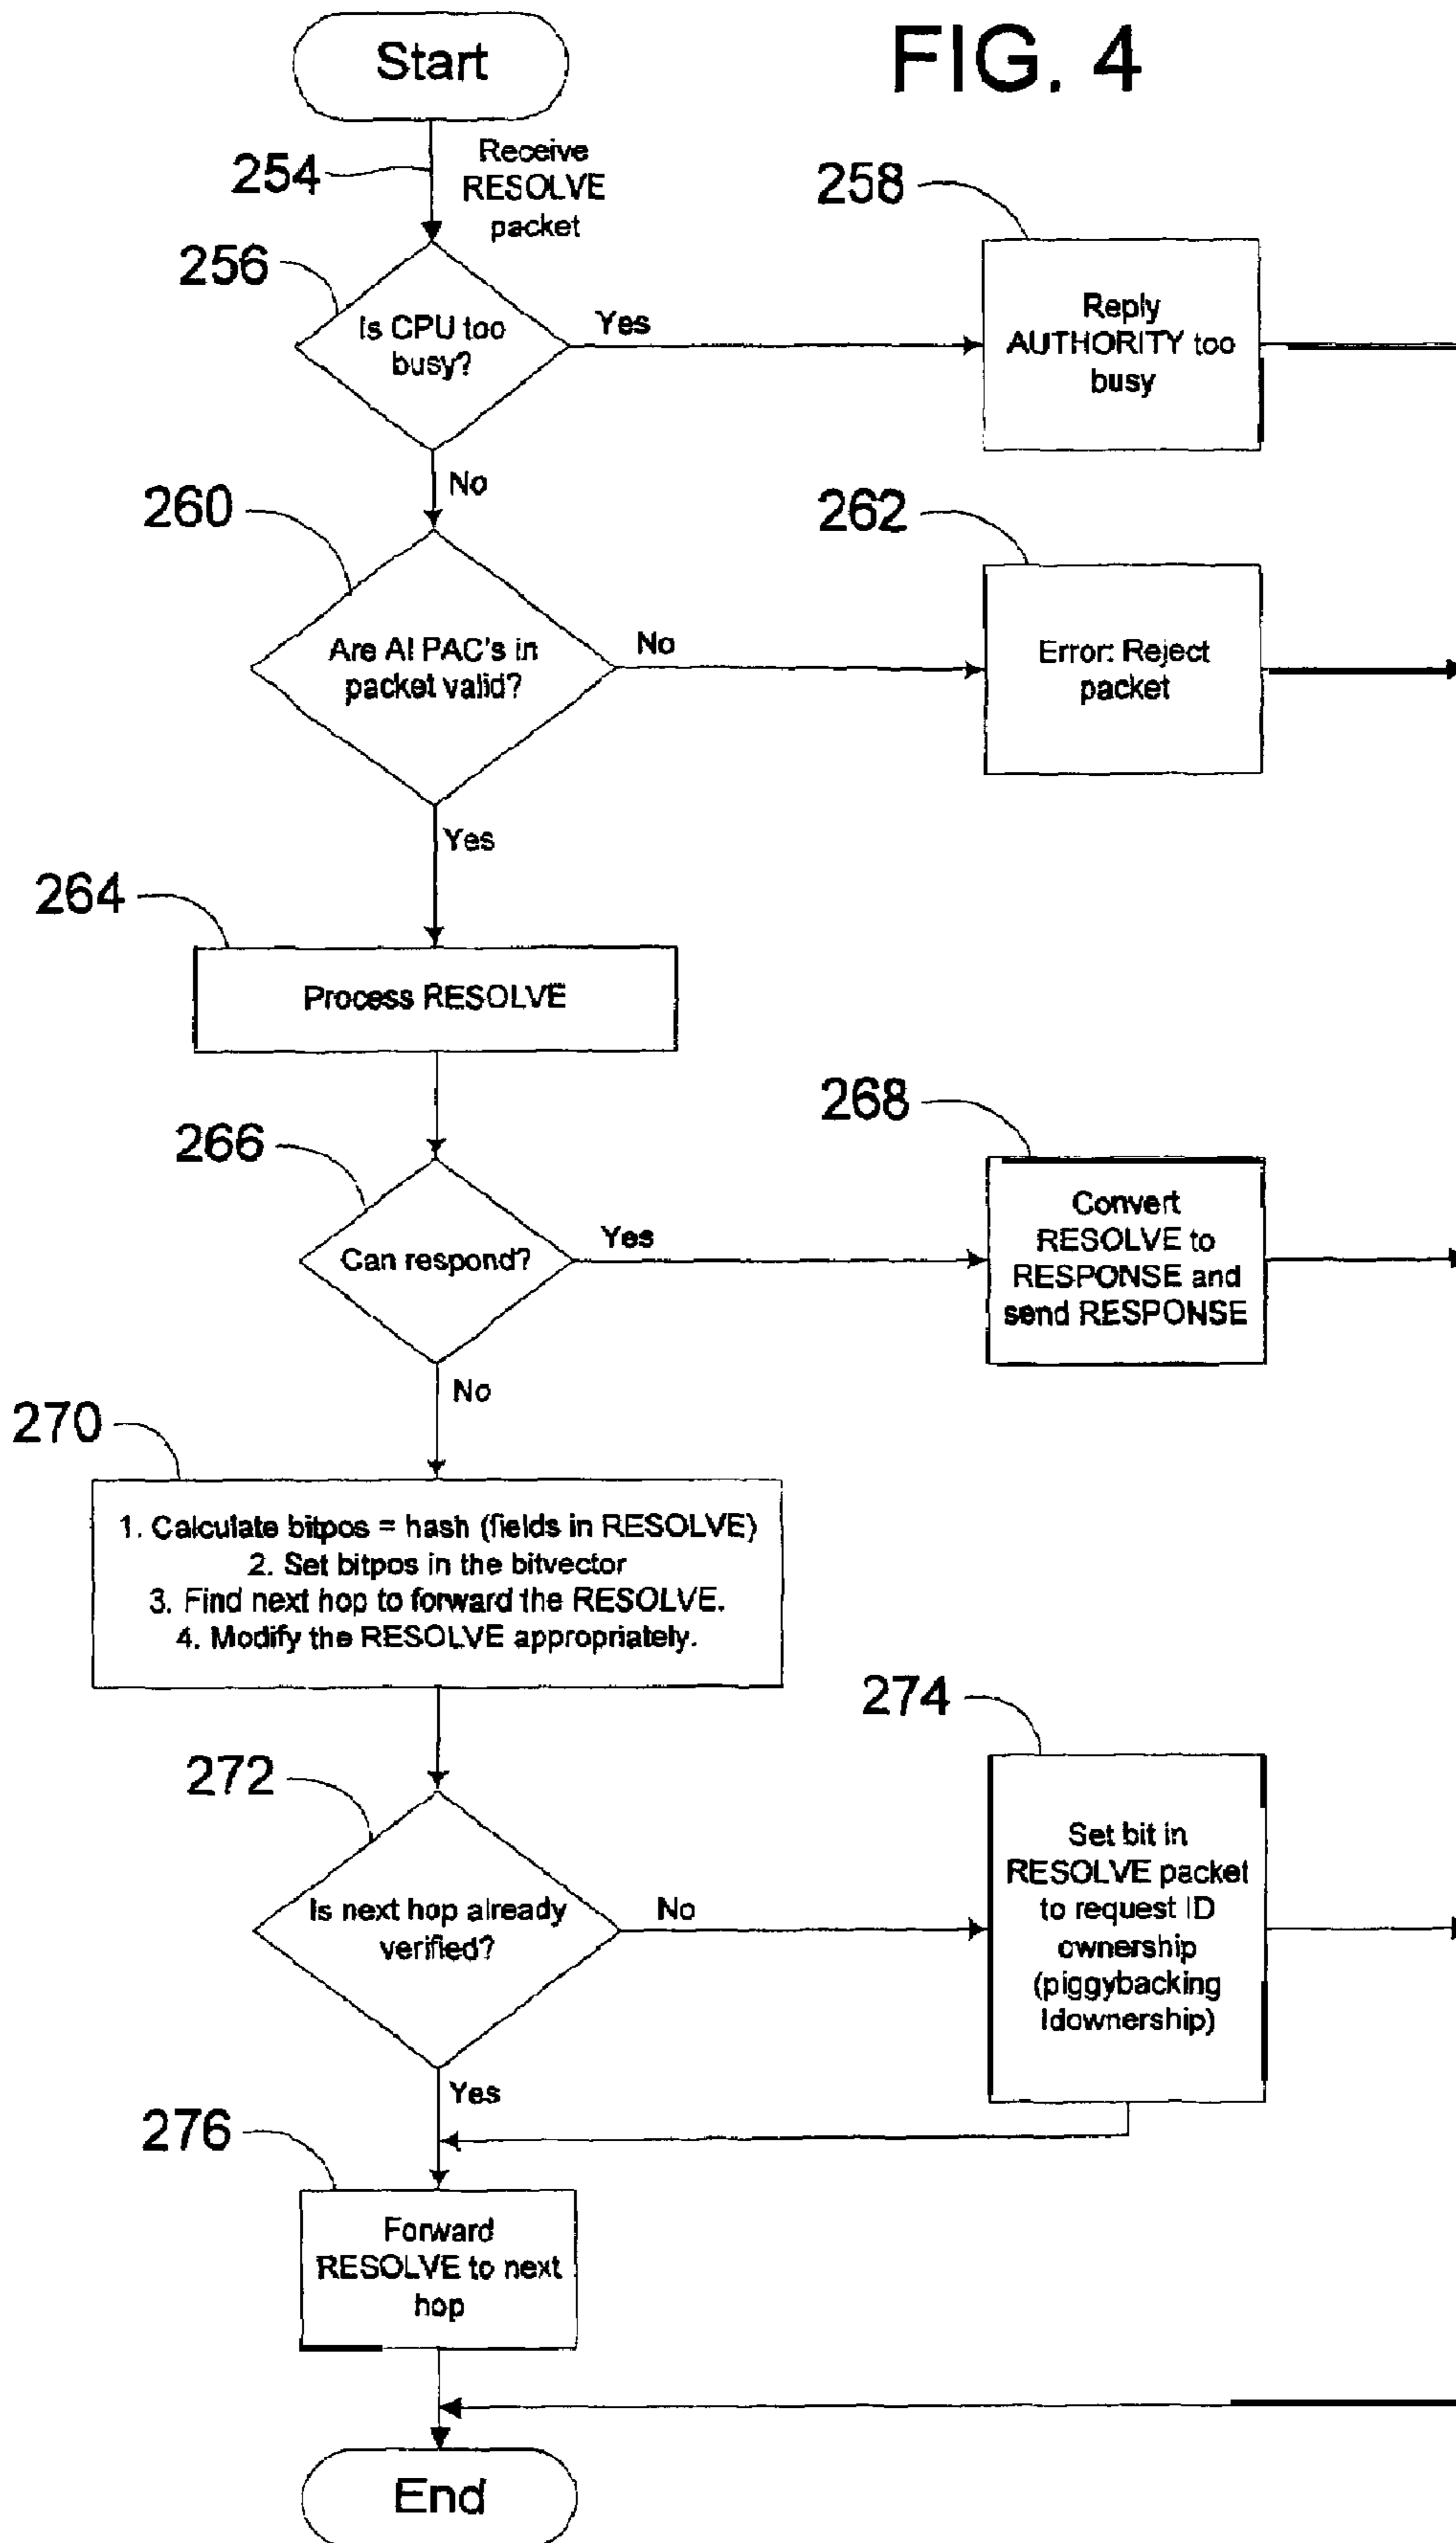 FIG. 4
Start
254
Receive
RESOLVE
packet
256
Is CPU too
busy?
Yes
258
Reply
AUTHORITY too
busy
No
260
Are AI PAC's in
packet valid?
No
262
Error: Reject
packet
Yes
264
Process RESOLVE
266
Can respond?
Yes
268
Convert
RESOLVE to
RESPONSE and
send RESPONSE
No
270
1. Calculate bitpos = hash (fields in RESOLVE)
2. Set bitpos in the bitvector
3. Find next hop to forward the RESOLVE.
4. Modify the RESOLVE appropriately.
272
Is next hop already
verified?
No
274
Set bit in
RESOLVE packet
to request ID
ownership
(piggybacking
Idownership)
Yes
276
Forward
RESOLVE to next
hop
End